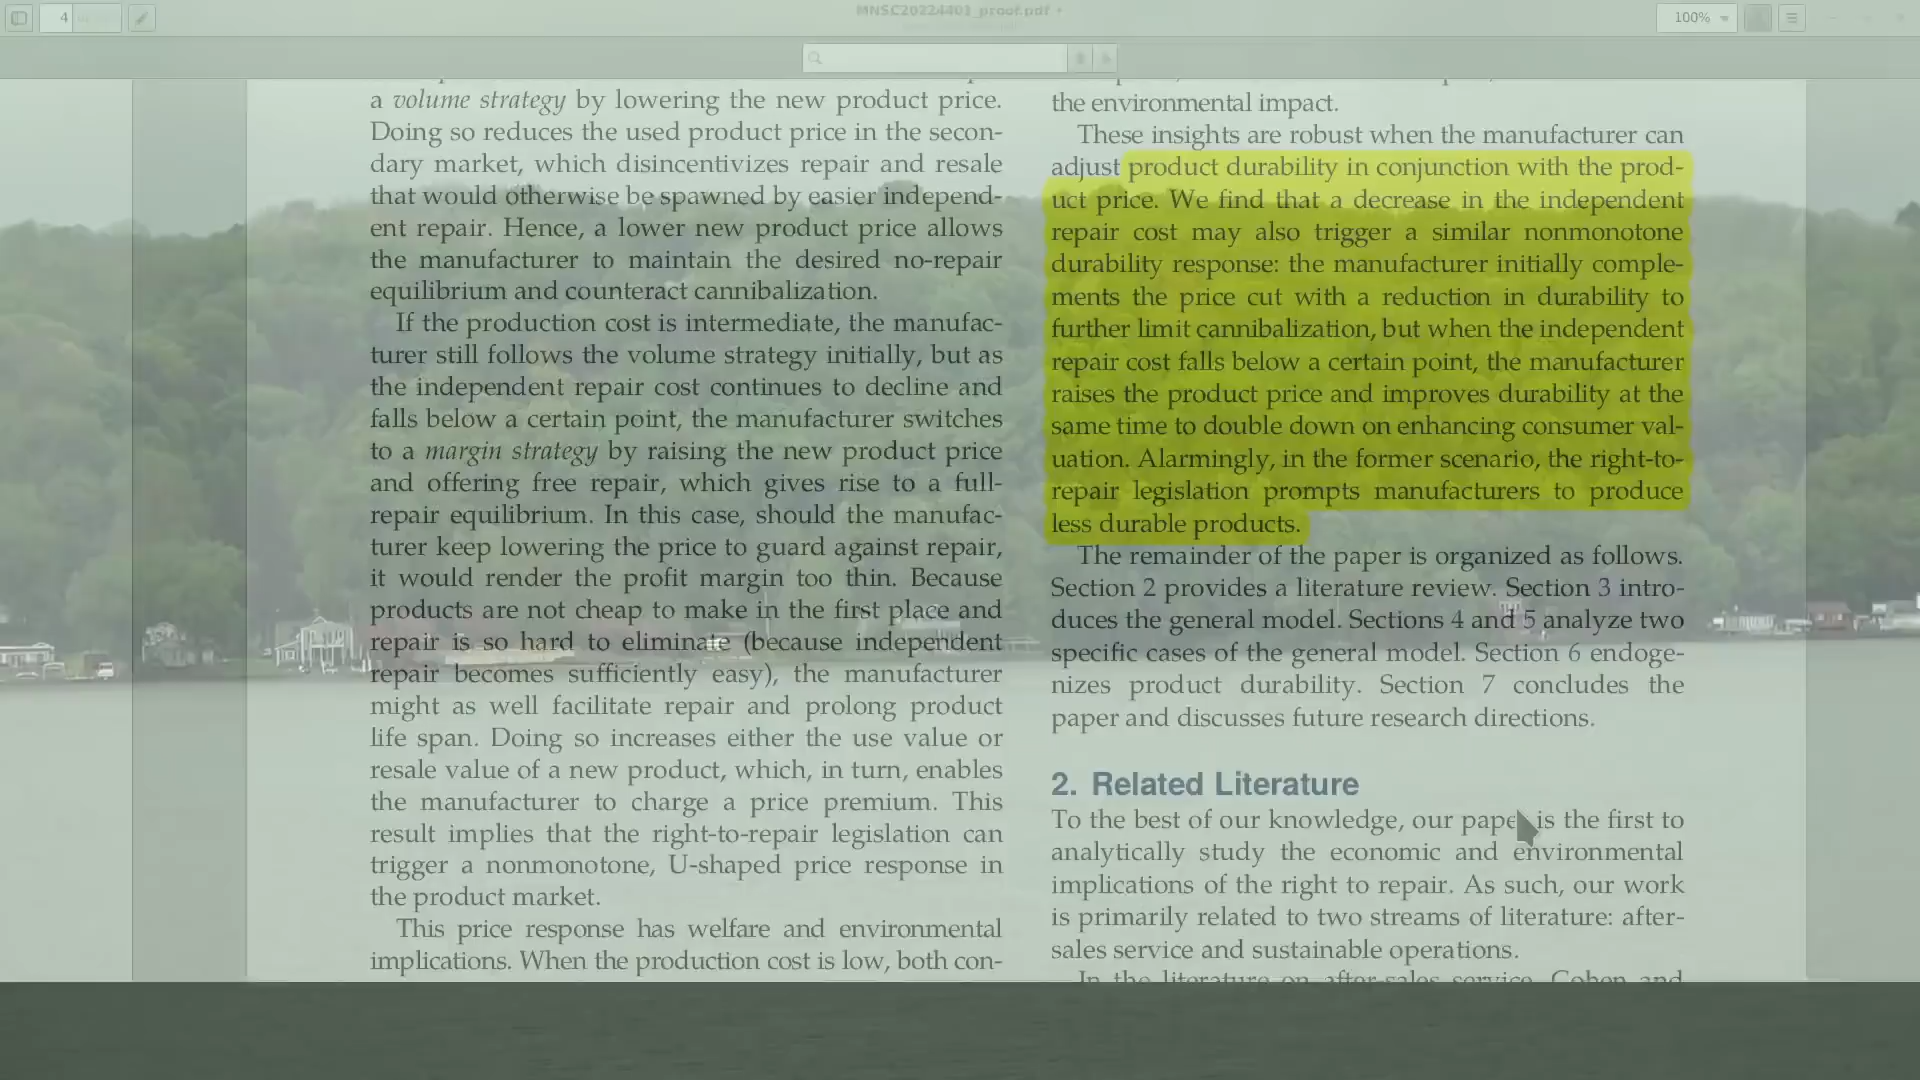 4
MNSC20224401_proof.pdf
100%
a volume strategy by lowering the new product price.
Doing so reduces the used product price in the secon-
dary market, which disincentivizes repair and resale
that would otherwise be spawned by easier independ-
ent repair. Hence, a lower new product price allows
the manufacturer to maintain the desired no-repair
equilibrium and counteract cannibalization.
If the production cost is intermediate, the manufac-
turer still follows the volume strategy initially, but as
the independent repair cost continues to decline and
falls below a certain point, the manufacturer switches
to a margin strategy by raising the new product price
and offering free repair, which gives rise to a full-
repair equilibrium. In this case, should the manufac-
turer keep lowering the price to guard against repair,
it would render the profit margin too thin. Because
products are not cheap to make in the first place and
repair is so hard to eliminate (because independent
repair becomes sufficiently easy), the manufacturer
might as well facilitate repair and prolong product
life span. Doing so increases either the use value or
resale value of a new product, which, in turn, enables
the manufacturer to charge a price premium. This
result implies that the right-to-repair legislation can
trigger a nonmonotone, U-shaped price response in
the product market.
This price response has welfare and environmental
implications. When the production cost is low, both con-
the environmental impact.
These insights are robust when the manufacturer can
adjust product durability in conjunction with the prod-
uct price. We find that a decrease in the independent
repair cost may also trigger a similar nonmonotone
durability response: the manufacturer initially comple-
ments the price cut with a reduction in durability to
further limit cannibalization, but when the independent
repair cost falls below a certain point, the manufacturer
raises the product price and improves durability at the
same time to double down on enhancing consumer val-
uation. Alarmingly, in the former scenario, the right-to-
repair legislation prompts manufacturers to produce
less durable products.
The remainder of the paper is organized as follows.
Section 2 provides a literature review. Section 3 intro-
duces the general model. Sections 4 and 5 analyze two
specific cases of the general model. Section 6 endoge-
nizes product durability. Section 7 concludes the
paper and discusses future research directions.
2. Related Literature
To the best of our knowledge, our paper is the first to
analytically study the economic and environmental
implications of the right to repair. As such, our work
is primarily related to two streams of literature: after-
sales service and sustainable operations.
In the literature on after-sales service, Cohen and